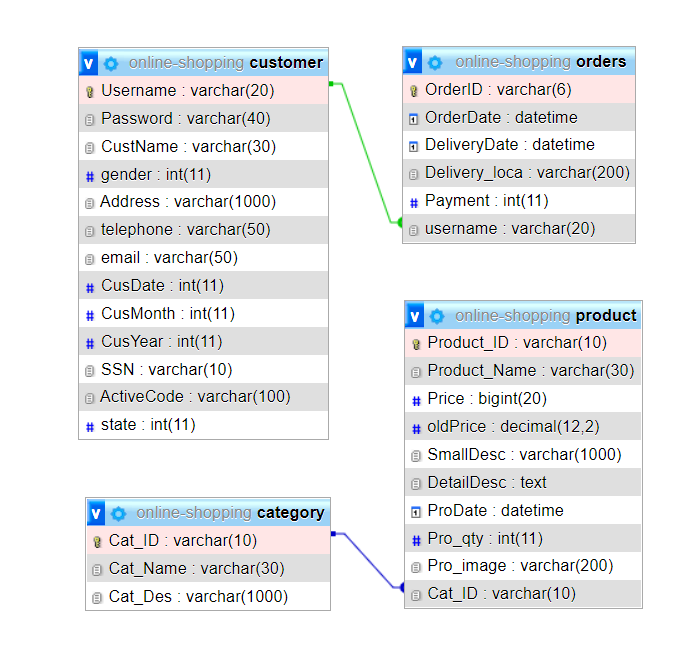 v online-shopping customer
Username : varchar(20)
Password : varchar(40)
CustName : varchar(30)
# gender : int(11)
Address : varchar(1000)
telephone : varchar(50)
email : varchar(50)
# CusDate : int(11)
# CusMonth : int(11)
# CusYear : int(11)
SSN : varchar(10)
ActiveCode : varchar(100)
# state : int(11)
v online-shopping orders
OrderID : varchar(6)
OrderDate : datetime
DeliveryDate : datetime
Delivery_loca : varchar(200)
# Payment : int(11)
username : varchar(20)
v online-shopping product
Product_ID : varchar(10)
Product_Name : varchar(30)
# Price : bigint(20)
# oldPrice : decimal(12,2)
SmallDesc : varchar(1000)
DetailDesc : text
ProDate : datetime
# Pro_qty : int(11)
Pro_image : varchar(200)
Cat_ID : varchar(10)
v online-shopping category
Cat_ID : varchar(10)
Cat_Name : varchar(30)
Cat_Des : varchar(1000)